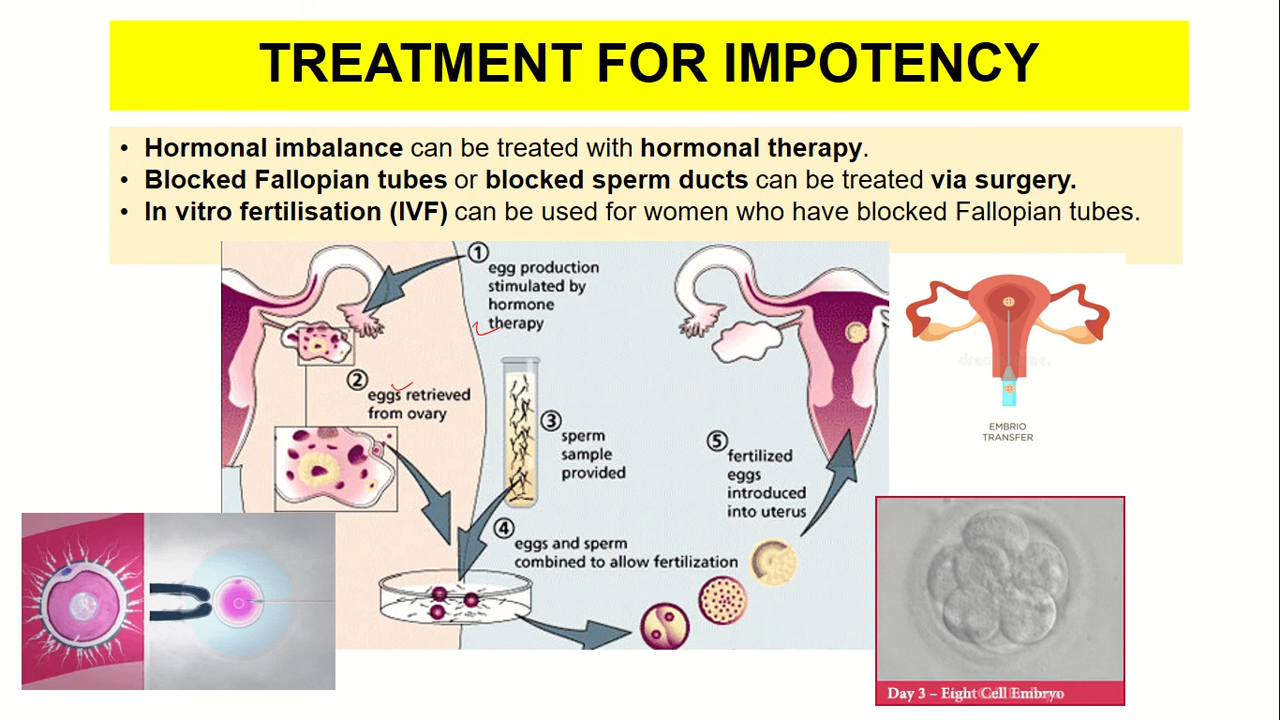 TREATMENT FOR IMPOTENCY
• Hormonal imbalance can be treated with hormonal therapy.
• Blocked Fallopian tubes or blocked sperm ducts can be treated via surgery.
• In vitro fertilisation (IVF) can be used for women who have blocked Fallopian tubes.
① egg production
stimulated by
hormone
therapy
② eggs retrieved
from ovary
③ sperm
sample
provided
④ eggs and sperm
combined to allow fertilization
⑤ fertilized
eggs
introduced
into uterus
EMBRIO
TRANSFER
Day 3 – Eight Cell Embryo